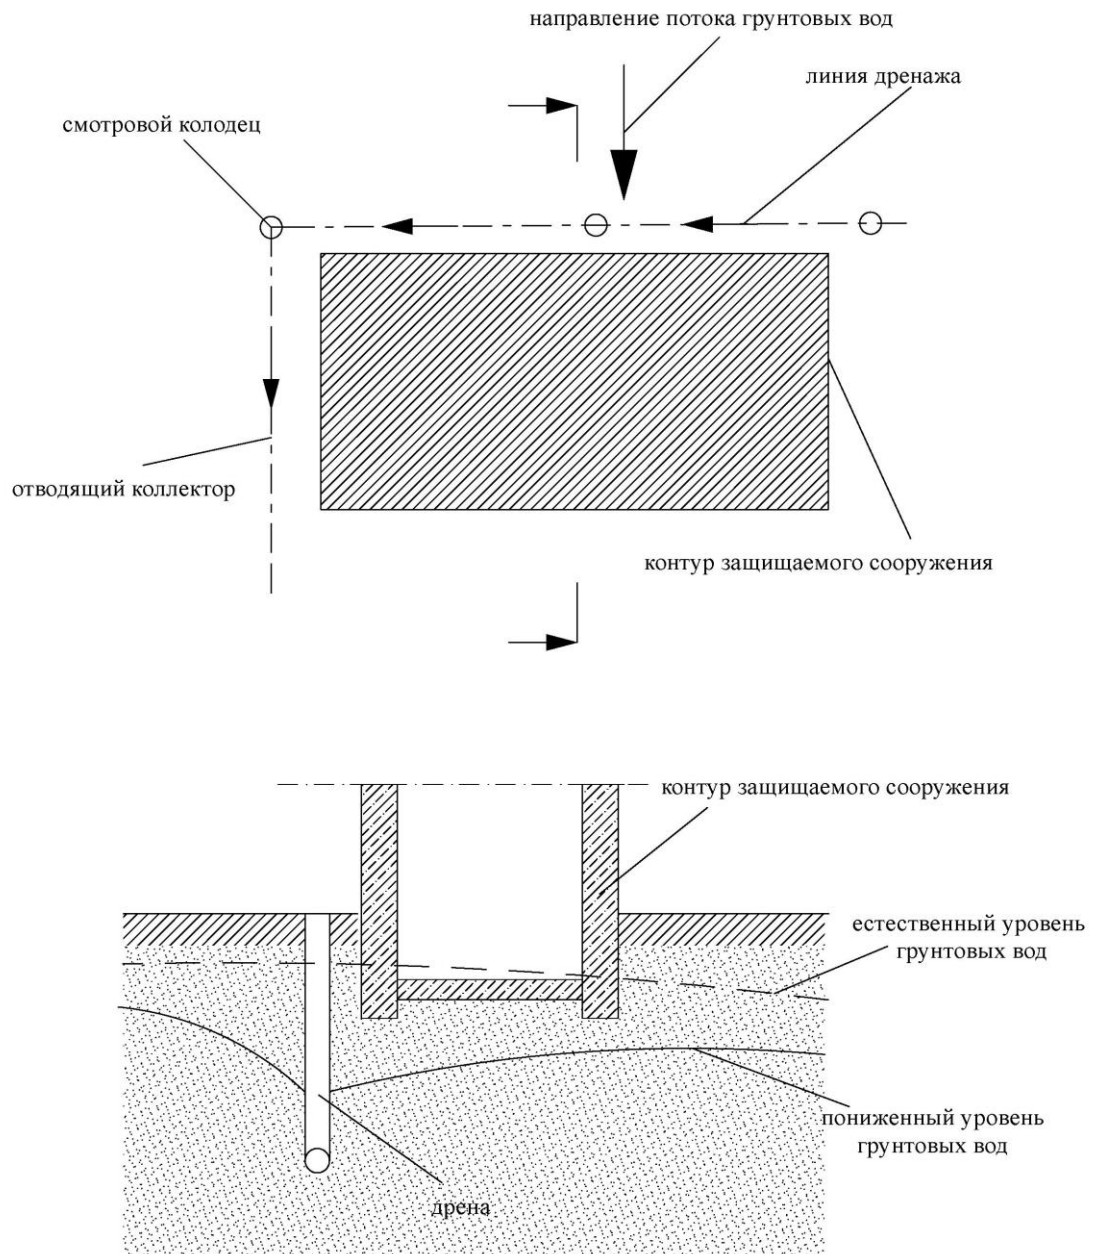 направление потока грунтовых вод
линия дренажа
смотровой колодец
отводящий коллектор
контур защищаемого сооружения
контур защищаемого сооружения
естественный уровень
грунтовых вод
пониженный уровень
грунтовых вод
дрена